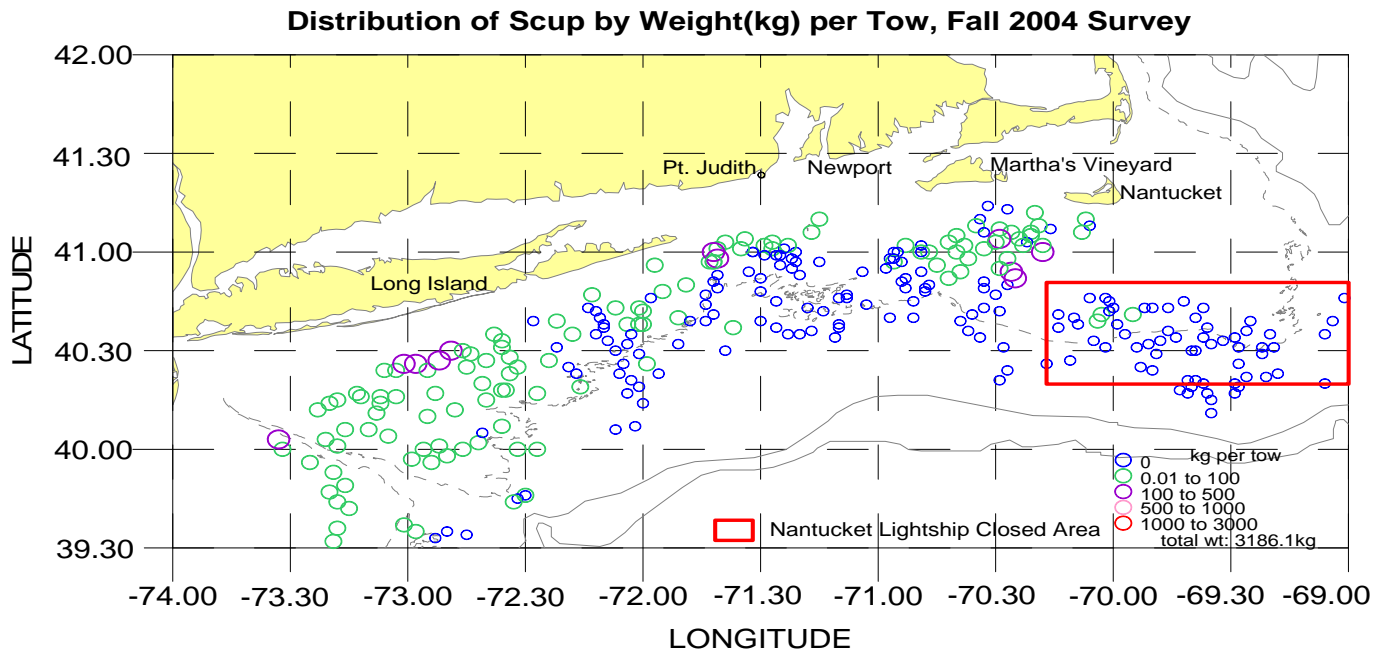 Distribution of Scup by Weight(kg) per Tow, Fall 2004 Survey
42.00
41.30
41.00
40.30
40.00
39.30
LATITUDE
Pt. Judith
Newport
Martha's Vineyard
Nantucket
Long Island
kg per tow
0
0.01 to 100
100 to 500
500 to 1000
1000 to 3000
total wt: 3186.1kg
Nantucket Lightship Closed Area
-74.00 -73.30 -73.00 -72.30 -72.00 -71.30 -71.00 -70.30 -70.00 -69.30 -69.00
LONGITUDE